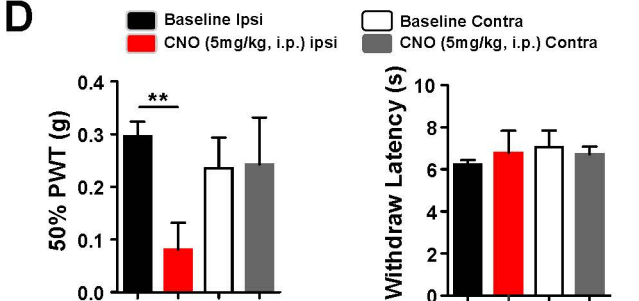 D
Baseline Ipsi
Baseline Contra
CNO (5mg/kg, i.p.) ipsi
CNO (5mg/kg, i.p.) Contra
50% PWT (g)
0.4
0.3
0.2
0.1
0.0
**
Withdraw Latency (s)
10
8
6
4
2
0